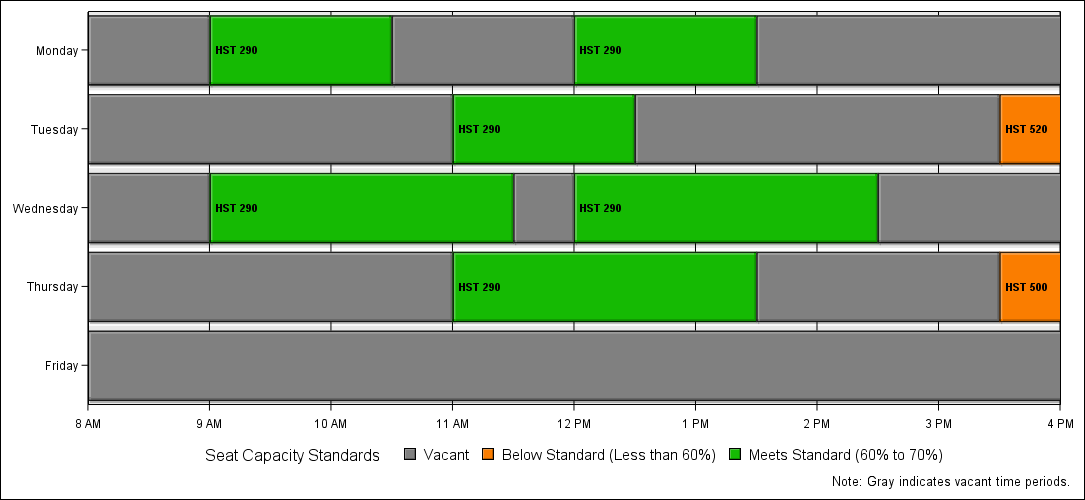 Monday
HST 290
HST 290
Tuesday
HST 290
HST 520
Wednesday
HST 290
HST 290
Thursday
HST 290
HST 500
Friday
8 AM 9 AM 10 AM 11 AM 12 PM 1 PM 2 PM 3 PM 4 PM
Seat Capacity Standards Vacant Below Standard (Less than 60%) Meets Standard (60% to 70%)
Note: Gray indicates vacant time periods.